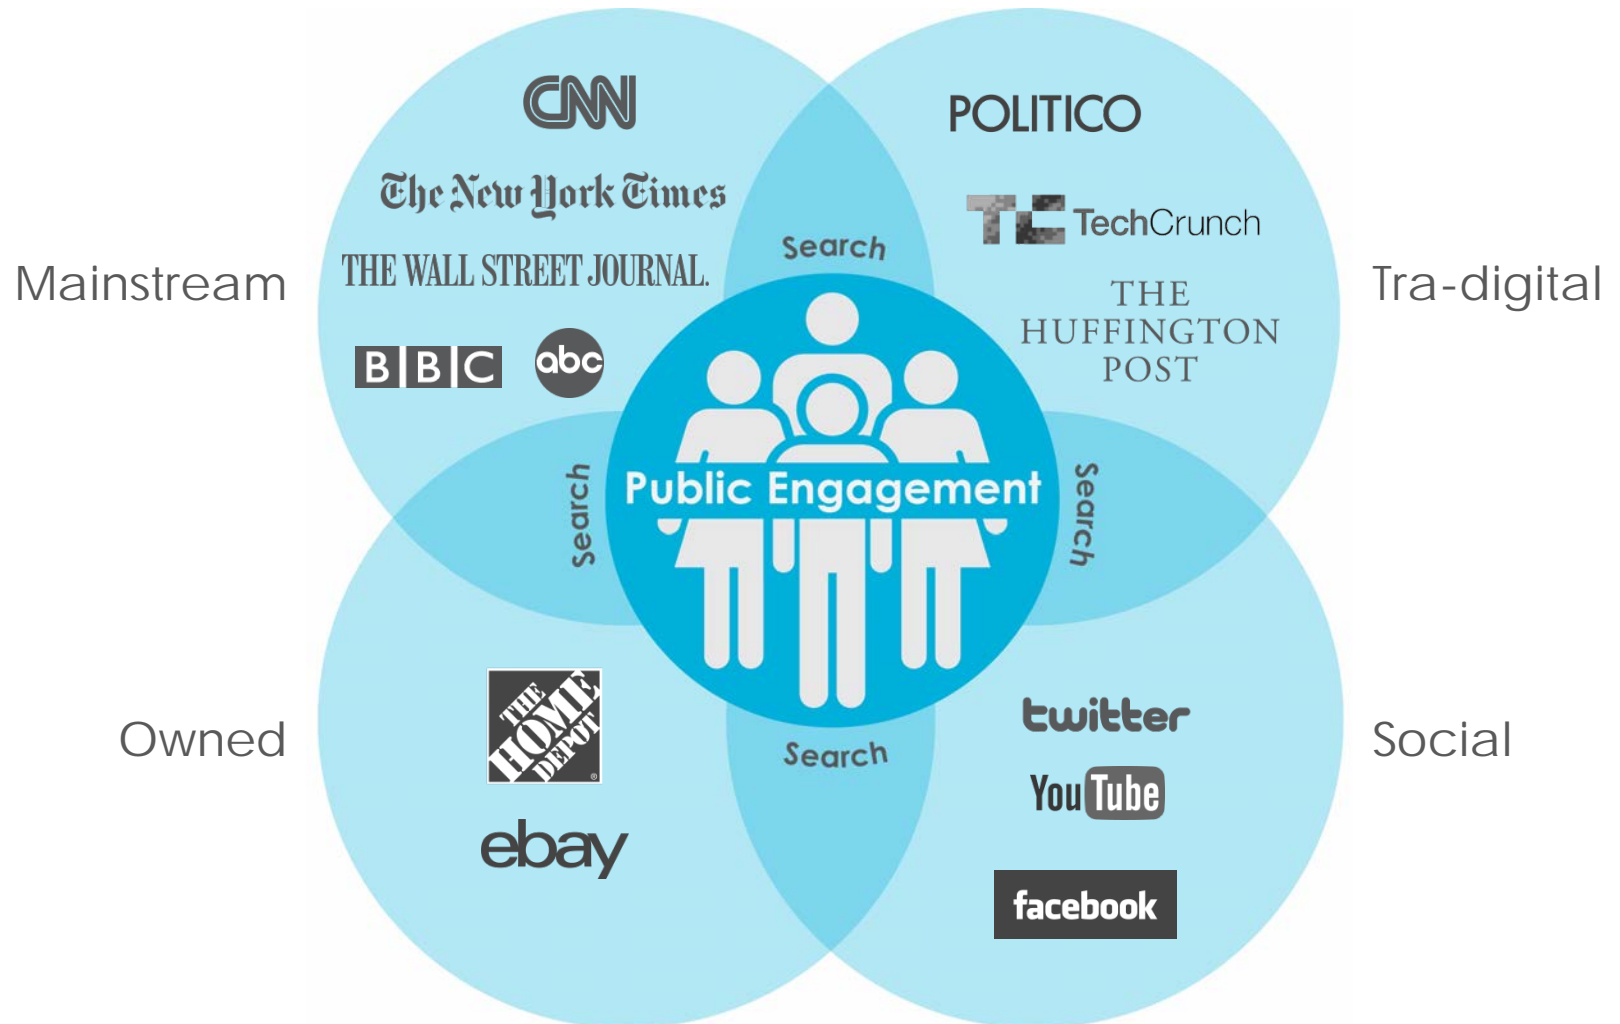 CNN
The New York Times
THE WALL STREET JOURNAL.
BBC
abc
Mainstream
POLITICO
TC TechCrunch
THE
HUFFINGTON
POST
Tra-digital
Search
Search
Public Engagement
Search
Search
Owned
THE
HOME
DEPOT
®
ebay
twitter
YouTube
facebook
Social